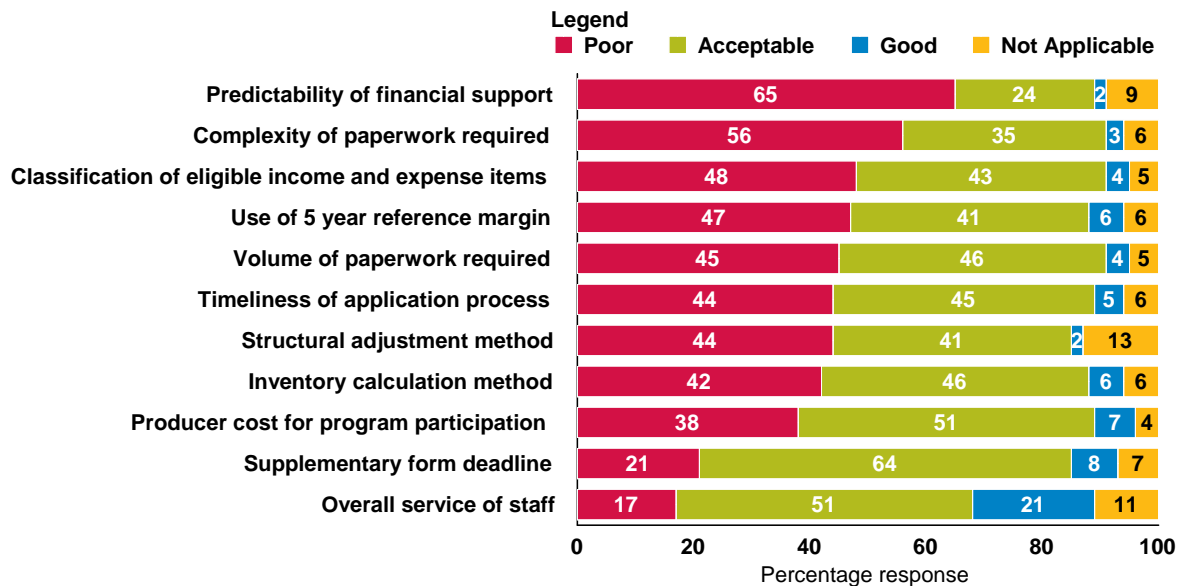 Legend
Poor Acceptable Good Not Applicable
Predictability of financial support 65 24 2 9
Complexity of paperwork required 56 35 3 6
Classification of eligible income and expense items 48 43 4 5
Use of 5 year reference margin 47 41 6 6
Volume of paperwork required 45 46 4 5
Timeliness of application process 44 45 5 6
Structural adjustment method 44 41 2 13
Inventory calculation method 42 46 6 6
Producer cost for program participation 38 51 7 4
Supplementary form deadline 21 64 8 7
Overall service of staff 17 51 21 11
0 20 40 60 80 100
Percentage response